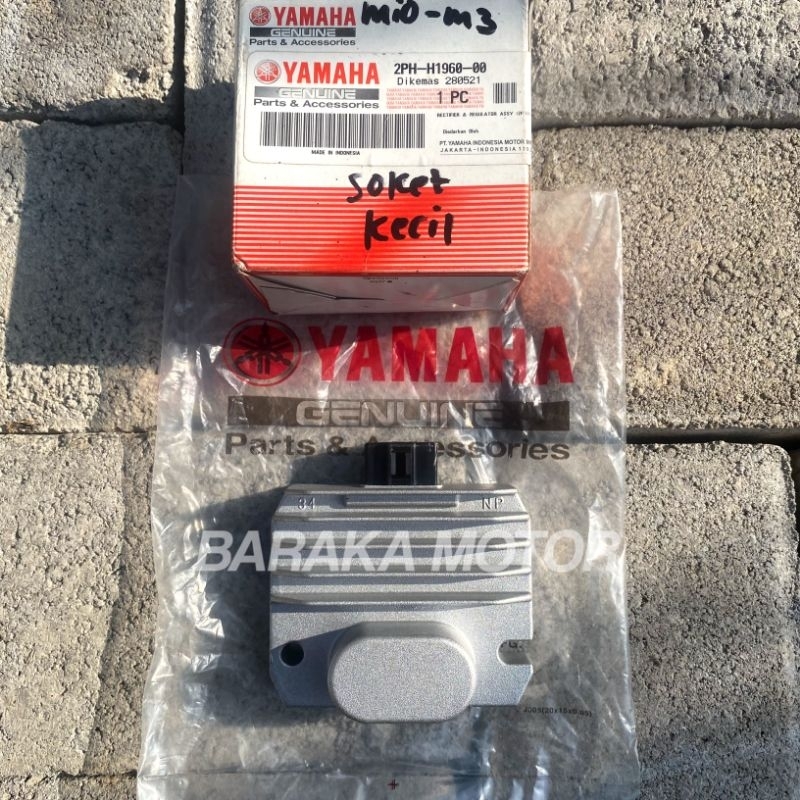 YAMAHA
GENUINE
Parts & Accessories
mio-m3
YAMAHA
GENUINE
Parts & Accessories
2PH-H1960-00
Dikemas 280521
1 PC
RECTIFIER & REGULATOR ASSY
Diedarkan Oleh
PT.YAMAHA INDONESIA MOTOR
JAKARTA-INDONESIA
MADE IN INDONESIA
soket
kecil
YAMAHA
GENUINE
Parts & Accessories
34 NP
BARAKA MOTOR